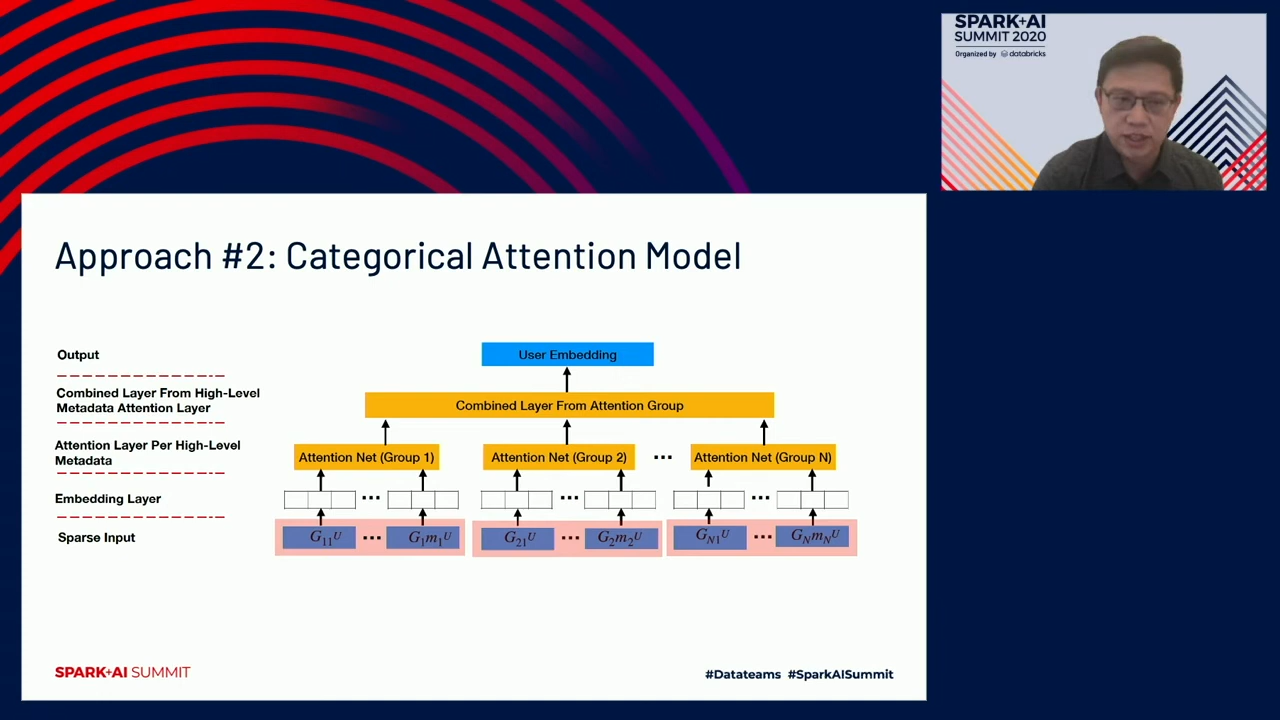 SPARK+AI
SUMMIT 2020
Organized by databricks
Approach #2: Categorical Attention Model
Output
User Embedding
Combined Layer From High-Level
Metadata Attention Layer
Combined Layer From Attention Group
Attention Layer Per High-Level
Metadata
Attention Net (Group 1)
Attention Net (Group 2)
...
Attention Net (Group N)
Embedding Layer
... ... ...
Sparse Input
G₁₁ᵁ ... G₁m₁ᵁ
G₂₁ᵁ ... G₂m₂ᵁ
G_N1ᵁ ... G_Nm_Nᵁ
SPARK+AI SUMMIT
#Datateams #SparkAISummit